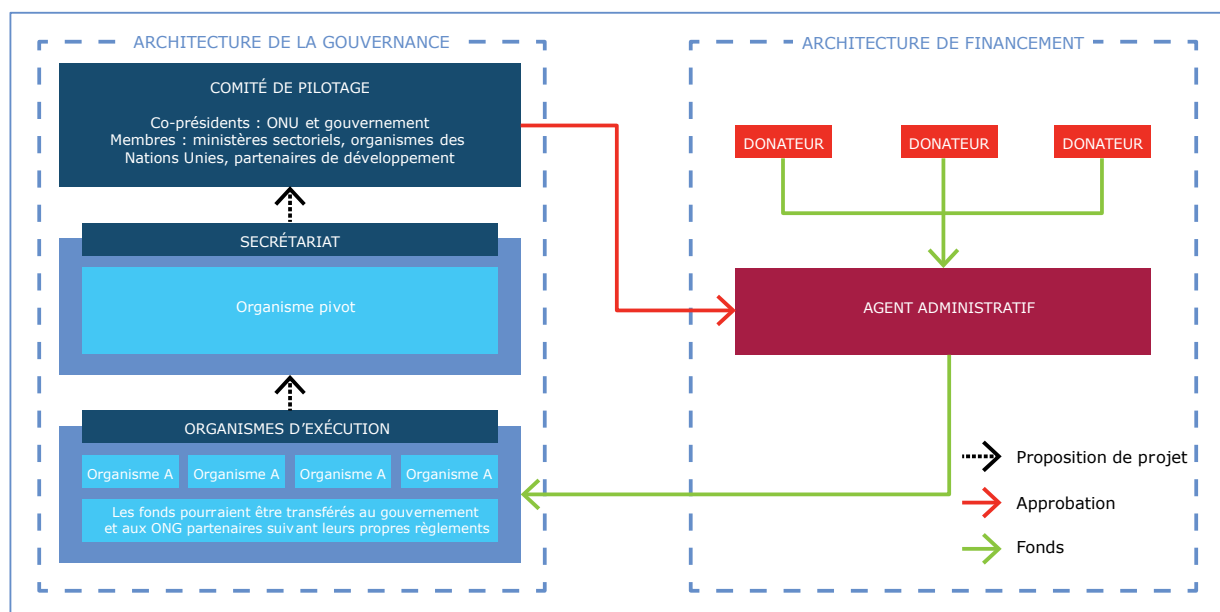 ARCHITECTURE DE LA GOUVERNANCE
COMITÉ DE PILOTAGE
Co-présidents : ONU et gouvernement
Membres : ministères sectoriels, organismes des
Nations Unies, partenaires de développement
SECRÉTARIAT
Organisme pivot
ORGANISMES D’EXÉCUTION
Organisme A
Organisme A
Organisme A
Organisme A
Les fonds pourraient être transférés au gouvernement
et aux ONG partenaires suivant leurs propres règlements
ARCHITECTURE DE FINANCEMENT
DONATEUR
DONATEUR
DONATEUR
AGENT ADMINISTRATIF
Proposition de projet
Approbation
Fonds